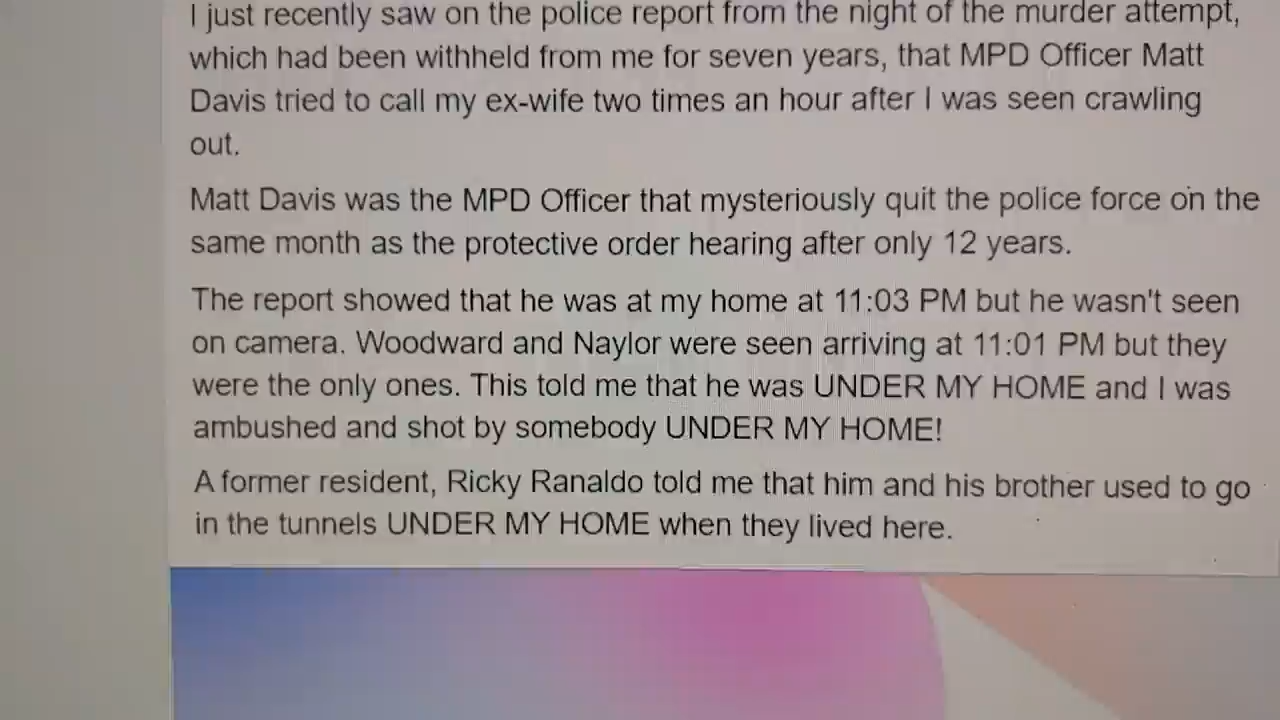 I just recently saw on the police report from the night of the murder attempt,
which had been withheld from me for seven years, that MPD Officer Matt
Davis tried to call my ex-wife two times an hour after I was seen crawling
out.
Matt Davis was the MPD Officer that mysteriously quit the police force on the
same month as the protective order hearing after only 12 years.
The report showed that he was at my home at 11:03 PM but he wasn't seen
on camera. Woodward and Naylor were seen arriving at 11:01 PM but they
were the only ones. This told me that he was UNDER MY HOME and I was
ambushed and shot by somebody UNDER MY HOME!
A former resident, Ricky Ranaldo told me that him and his brother used to go
in the tunnels UNDER MY HOME when they lived here.